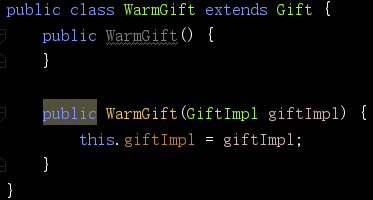 public class WarmGift extends Gift {
    public WarmGift() {
    }

    public WarmGift(GiftImpl giftImpl) {
        this.giftImpl = giftImpl;
    }
}